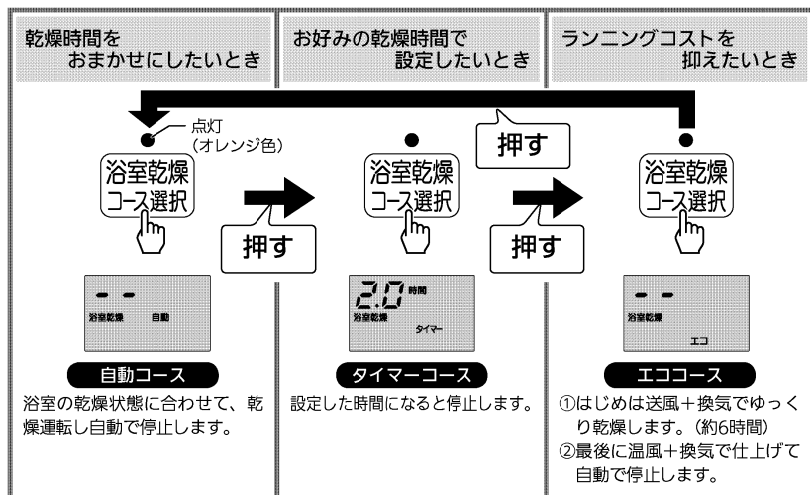 乾燥時間を
おまかせにしたいとき
お好みの乾燥時間で
設定したいとき
ランニングコストを
抑えたいとき
点灯
(オレンジ色)
浴室乾燥
コース選択
押す
浴室乾燥
コース選択
押す
押す
浴室乾燥
コース選択
-- 
浴室乾燥 自動
2.0 時間
浴室乾燥
タイマー
--
浴室乾燥
エコ
自動コース
浴室の乾燥状態に合わせて、乾
燥運転し自動で停止します。
タイマーコース
設定した時間になると停止します。
エココース
①はじめは送風+換気でゆっく
り乾燥します。(約6時間)
②最後に温風+換気で仕上げて
自動で停止します。